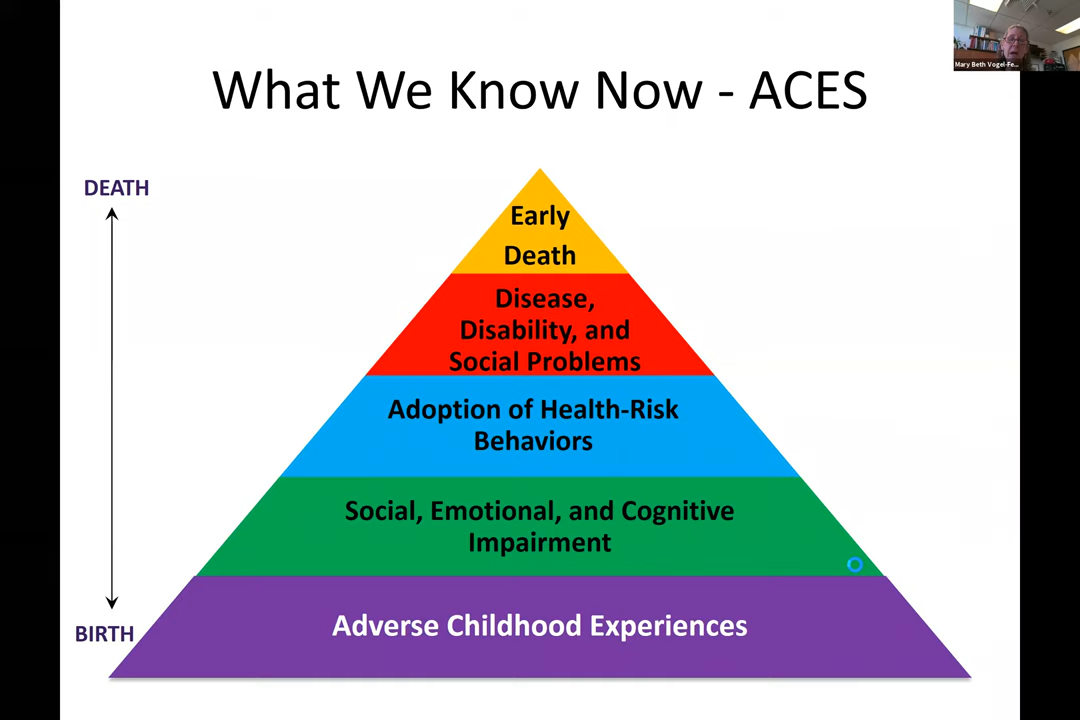 Mary Beth Vogel-Fe...
What We Know Now - ACES
DEATH
Early
Death
Disease,
Disability, and
Social Problems
Adoption of Health-Risk
Behaviors
Social, Emotional, and Cognitive
Impairment
Adverse Childhood Experiences
BIRTH